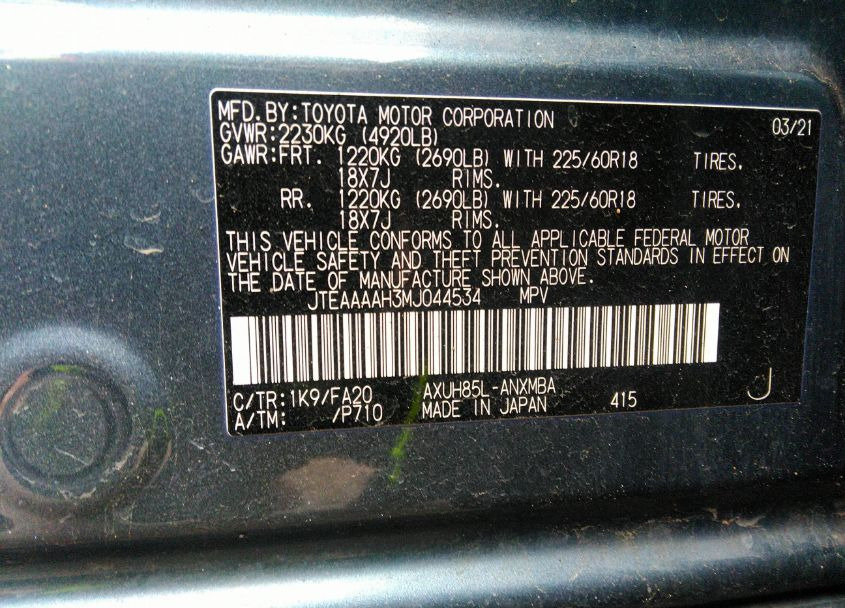 MFD.BY:TOYOTA MOTOR CORPORATION 03/21
GVWR:2230KG (4920LB)
GAWR:FRT. 1220KG (2690LB) WITH 225/60R18 TIRES.
18X7J RIMS.
RR. 1220KG (2690LB) WITH 225/60R18 TIRES.
18X7J RIMS.
THIS VEHICLE CONFORMS TO ALL APPLICABLE FEDERAL MOTOR
VEHICLE SAFETY AND THEFT PREVENTION STANDARDS IN EFFECT ON
THE DATE OF MANUFACTURE SHOWN ABOVE.
JTEAAAAH3MJ044534 MPV
C/TR:1K9/FA20 AXUH85L-ANXMBA J
A/TM: /P710 MADE IN JAPAN 415